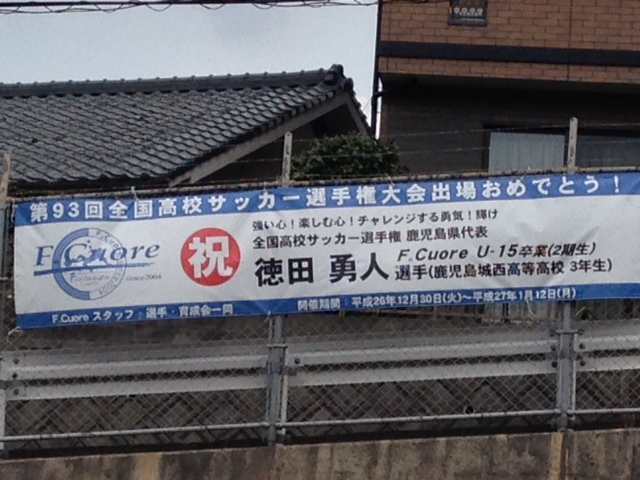 第93回全国高校サッカー選手権大会出場おめでとう!
F.Cuore
since2004
祝
強い心!楽しむ心!チャレンジする勇気!輝け
全国高校サッカー選手権 鹿児島県代表
徳田 勇人
F.Cuore U-15卒業(2期生)
選手(鹿児島城西高等高校 3年生)
F.Cuore スタッフ・選手・育成会一同
開催期間:平成26年12月30日(火)~平成27年1月12日(月)